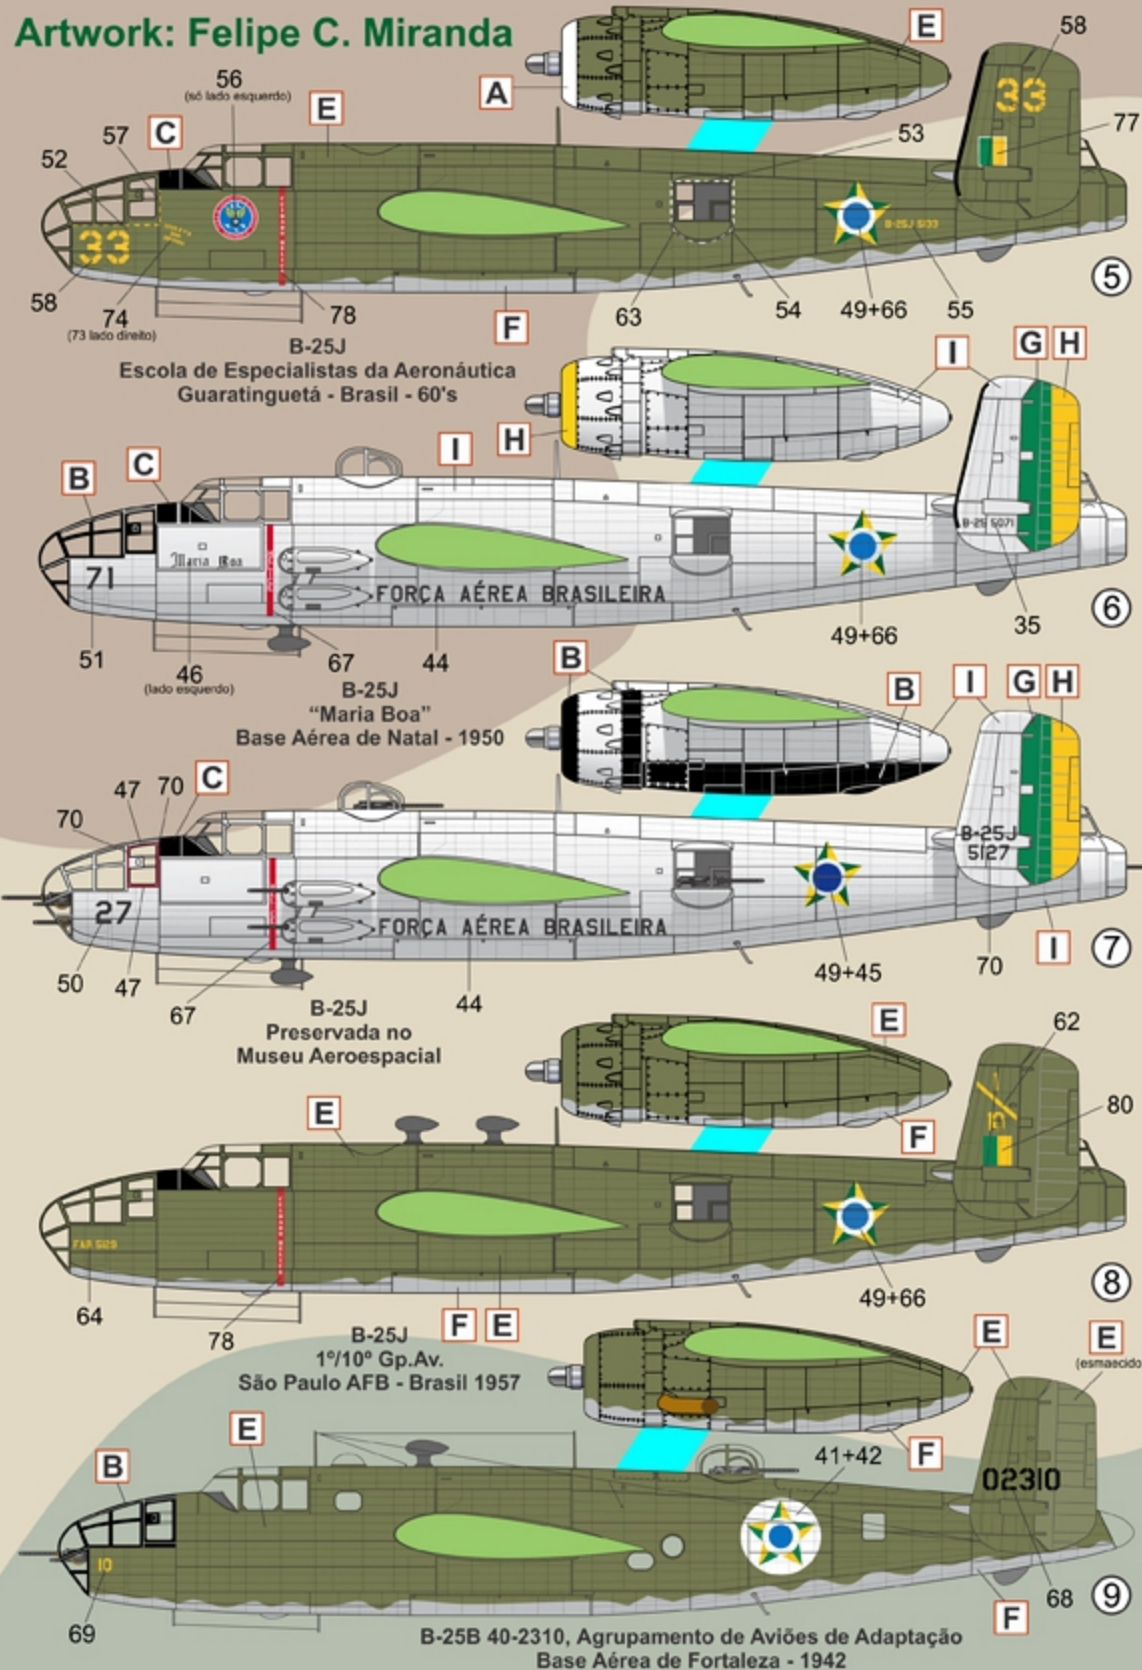 Artwork: Felipe C. Miranda
E
58
A
56
(só lado esquerdo)
E
33
C
57
53
77
52
33
B-25J 5133
58
74
(73 lado direito)
78
F
63
54
49+66
55
5
B-25J
Escola de Especialistas da Aeronáutica
Guaratinguetá - Brasil - 60's
I
G
H
H
B
C
I
Maria Boa
B-25 5071
71
FORÇA AÉREA BRASILEIRA
6
51
46
(lado esquerdo)
67
44
49+66
35
B-25J
“Maria Boa”
Base Aérea de Natal - 1950
B
B
I
G
H
C
47
70
70
B-25J
5127
27
FORÇA AÉREA BRASILEIRA
7
50
47
67
44
49+45
70
I
B-25J
Preservada no
Museu Aeroespacial
E
62
E
F
15
80
FAB 5129
8
64
78
F
E
49+66
B-25J
1º/10º Gp.Av.
São Paulo AFB - Brasil 1957
E
E
(esmaecido
E
F
B
41+42
02310
10
9
69
68
F
B-25B 40-2310, Agrupamento de Aviões de Adaptação
Base Aérea de Fortaleza - 1942